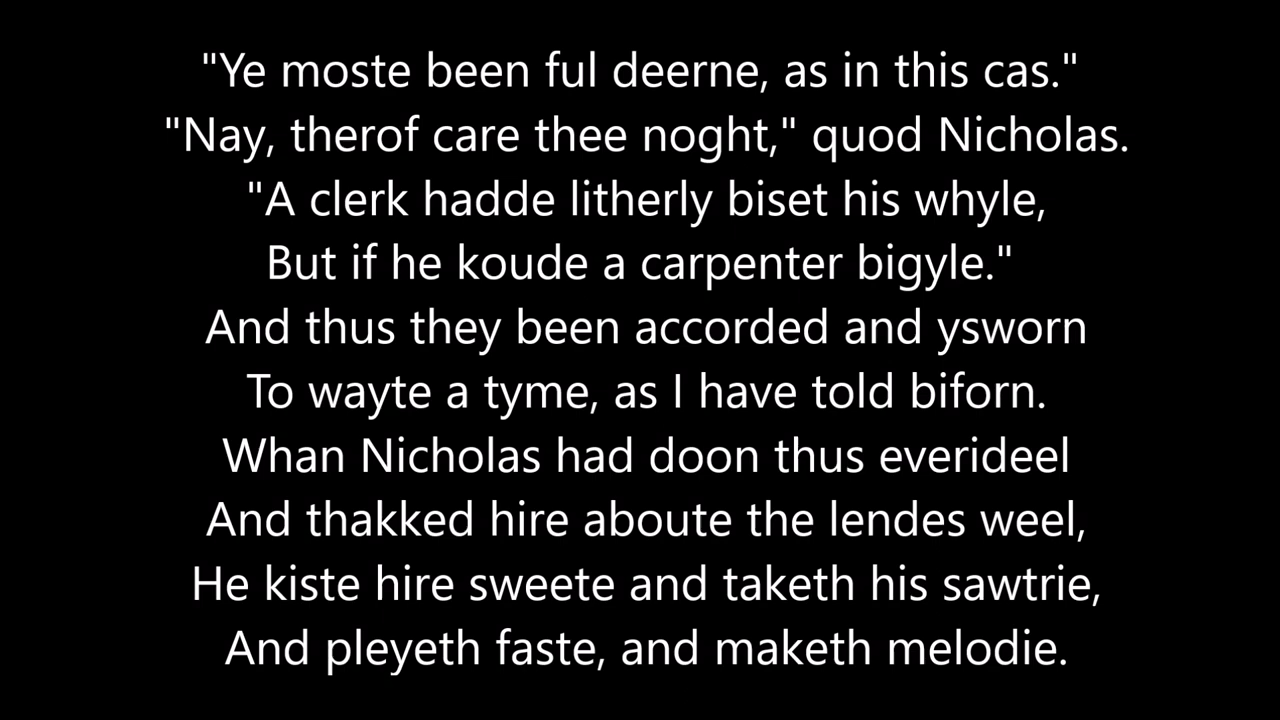 "Ye moste been ful deerne, as in this cas."
"Nay, therof care thee noght," quod Nicholas.
"A clerk hadde litherly biset his whyle,
But if he koude a carpenter bigyle."
And thus they been accorded and ysworn
To wayte a tyme, as I have told biforn.
Whan Nicholas had doon thus everideel
And thakked hire aboute the lendes weel,
He kiste hire sweete and taketh his sawtrie,
And pleyeth faste, and maketh melodie.